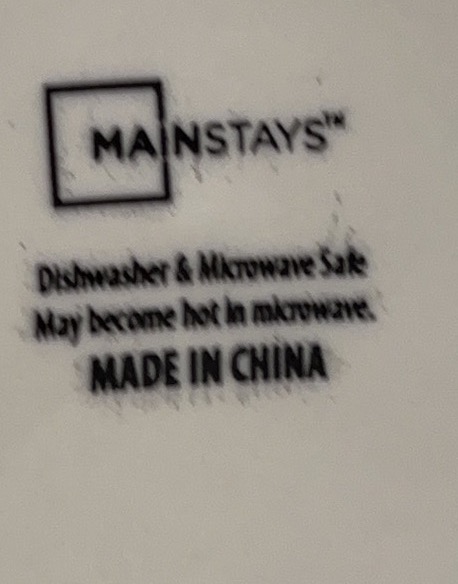 MAINSTAYS™
Dishwasher & Microwave Safe
May become hot in microwave.
MADE IN CHINA